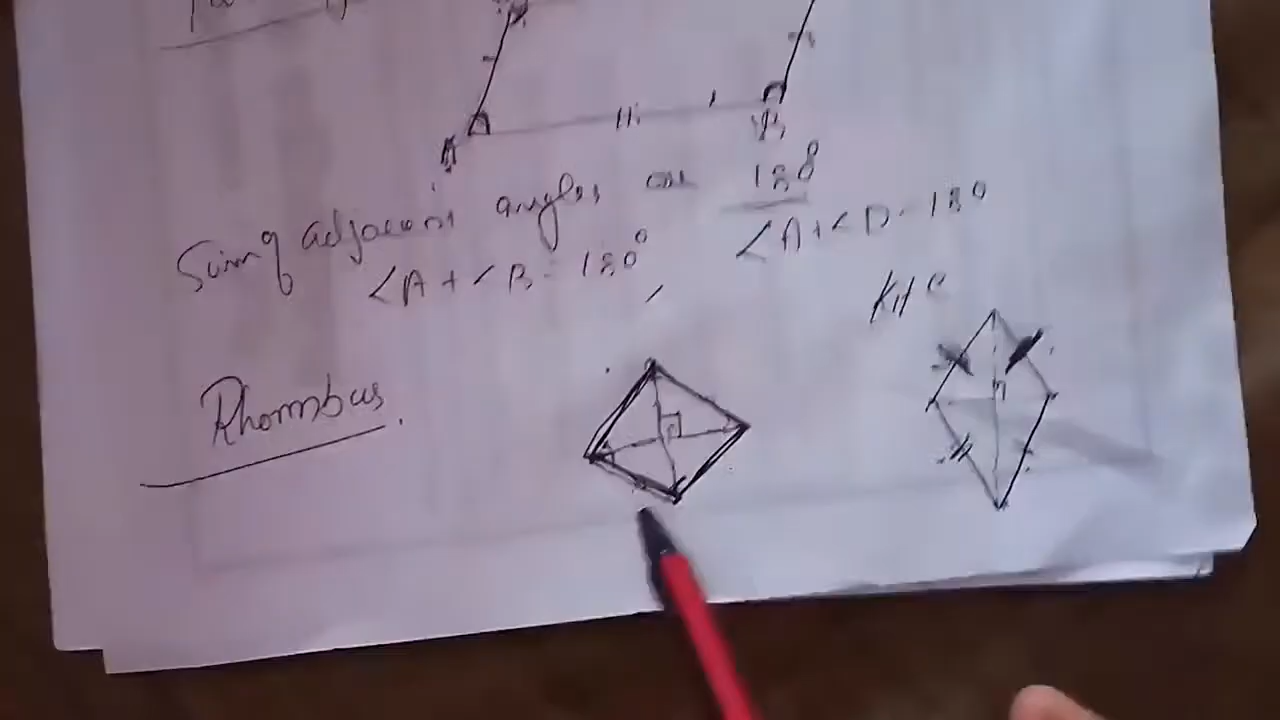 A
B
Sum of adjacent angles are 180
∠A + ∠B = 180° ∠A + ∠D = 180
Kite
Rhombus.